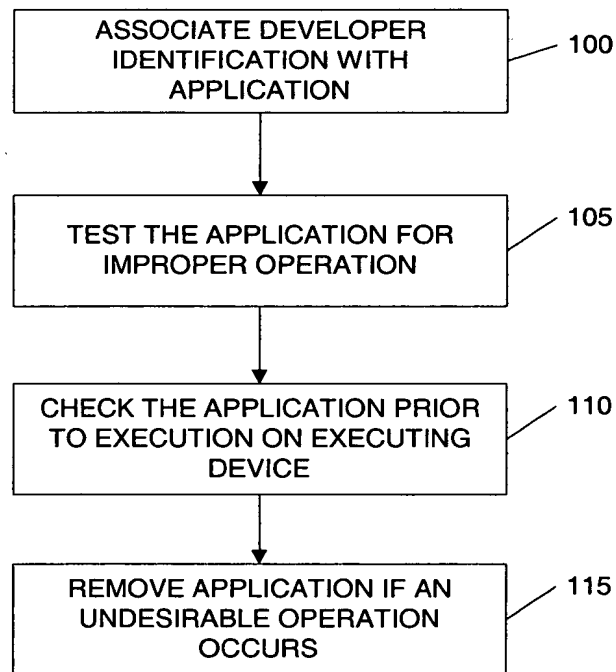 ASSOCIATE DEVELOPER
IDENTIFICATION WITH
APPLICATION
100
TEST THE APPLICATION FOR
IMPROPER OPERATION
105
CHECK THE APPLICATION PRIOR
TO EXECUTION ON EXECUTING
DEVICE
110
REMOVE APPLICATION IF AN
UNDESIRABLE OPERATION
OCCURS
115